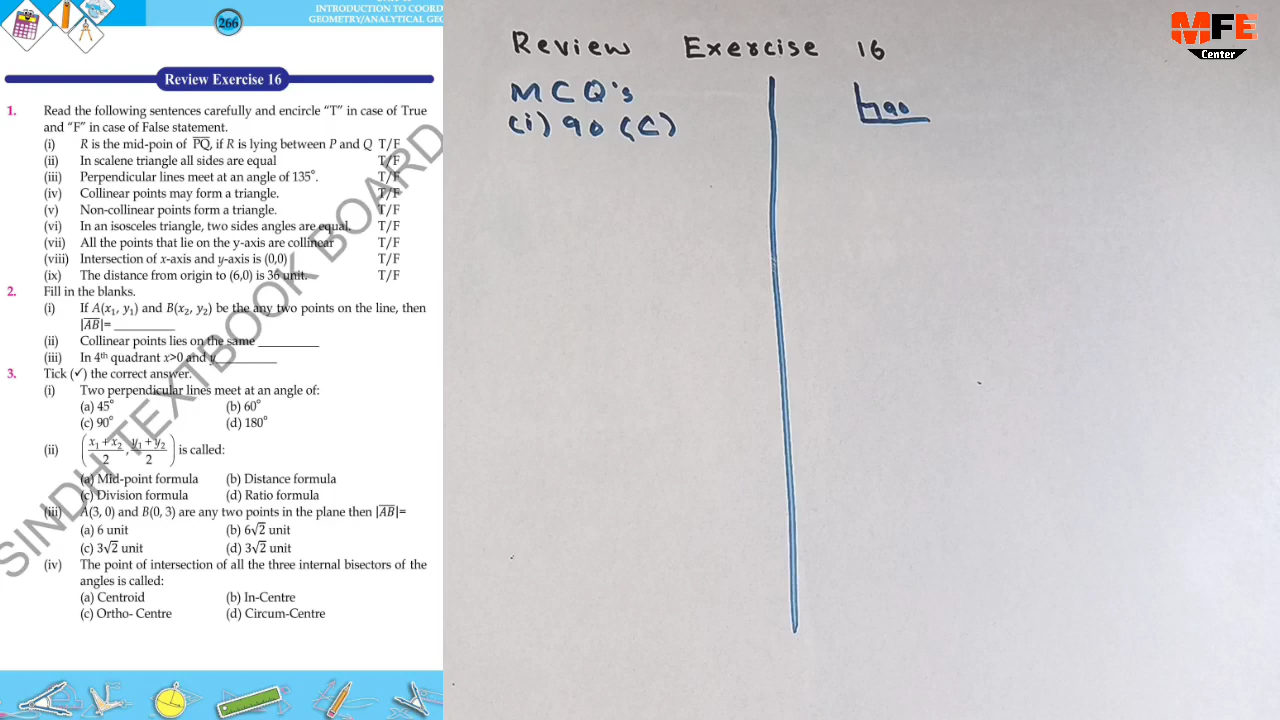 266
INTRODUCTION TO COORD
GEOMETRY/ANALYTICAL GEO
Review Exercise 16
1. Read the following sentences carefully and encircle “T” in case of True
and “F” in case of False statement.
(i) R is the mid-poin of PQ, if R is lying between P and Q T/F
(ii) In scalene triangle all sides are equal T/F
(iii) Perpendicular lines meet at an angle of 135°. T/F
(iv) Collinear points may form a triangle. T/F
(v) Non-collinear points form a triangle. T/F
(vi) In an isosceles triangle, two sides angles are equal. T/F
(vii) All the points that lie on the y-axis are collinear T/F
(viii) Intersection of x-axis and y-axis is (0,0) T/F
(ix) The distance from origin to (6,0) is 36 unit. T/F
2. Fill in the blanks.
(i) If A(x₁, y₁) and B(x₂, y₂) be the any two points on the line, then
|AB|= __________
(ii) Collinear points lies on the same __________
(iii) In 4th quadrant x>0 and y__________
3. Tick (✓) the correct answer.
(i) Two perpendicular lines meet at an angle of:
(a) 45° (b) 60°
(c) 90° (d) 180°
(ii) (x₁ + x₂/2, y₁ + y₂/2) is called:
(a) Mid-point formula (b) Distance formula
(c) Division formula (d) Ratio formula
(iii) A(3, 0) and B(0, 3) are any two points in the plane then |AB|=
(a) 6 unit (b) 6√2 unit
(c) 3√2 unit (d) 3√2 unit
(iv) The point of intersection of all the three internal bisectors of the
angles is called:
(a) Centroid (b) In-Centre
(c) Ortho- Centre (d) Circum-Centre
SINDH TEXTBOOK BOARD
Review Exercise 16
MCQ's
(i) 90 (C)
90
MFE
Center